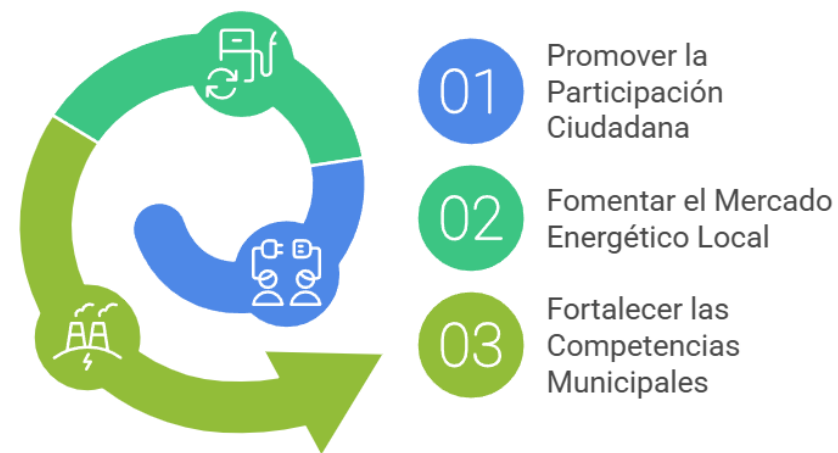 01
Promover la
Participación
Ciudadana
02
Fomentar el Mercado
Energético Local
03
Fortalecer las
Competencias
Municipales